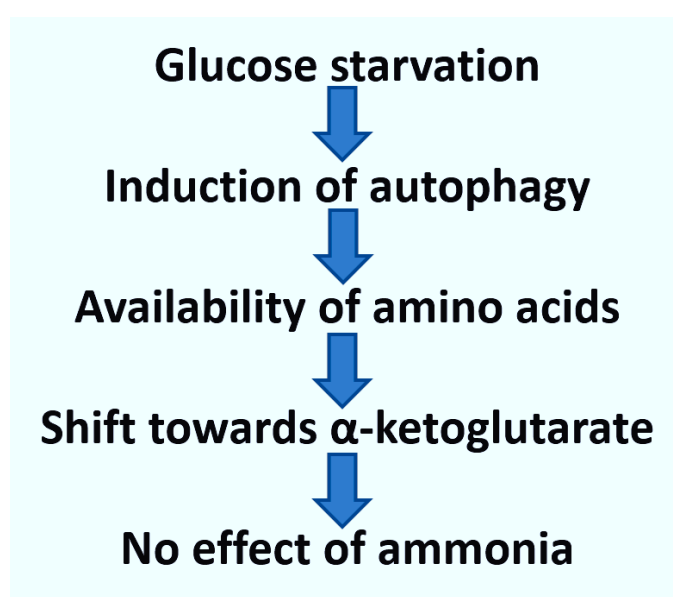 Glucose starvation
Induction of autophagy
Availability of amino acids
Shift towards α-ketoglutarate
No effect of ammonia